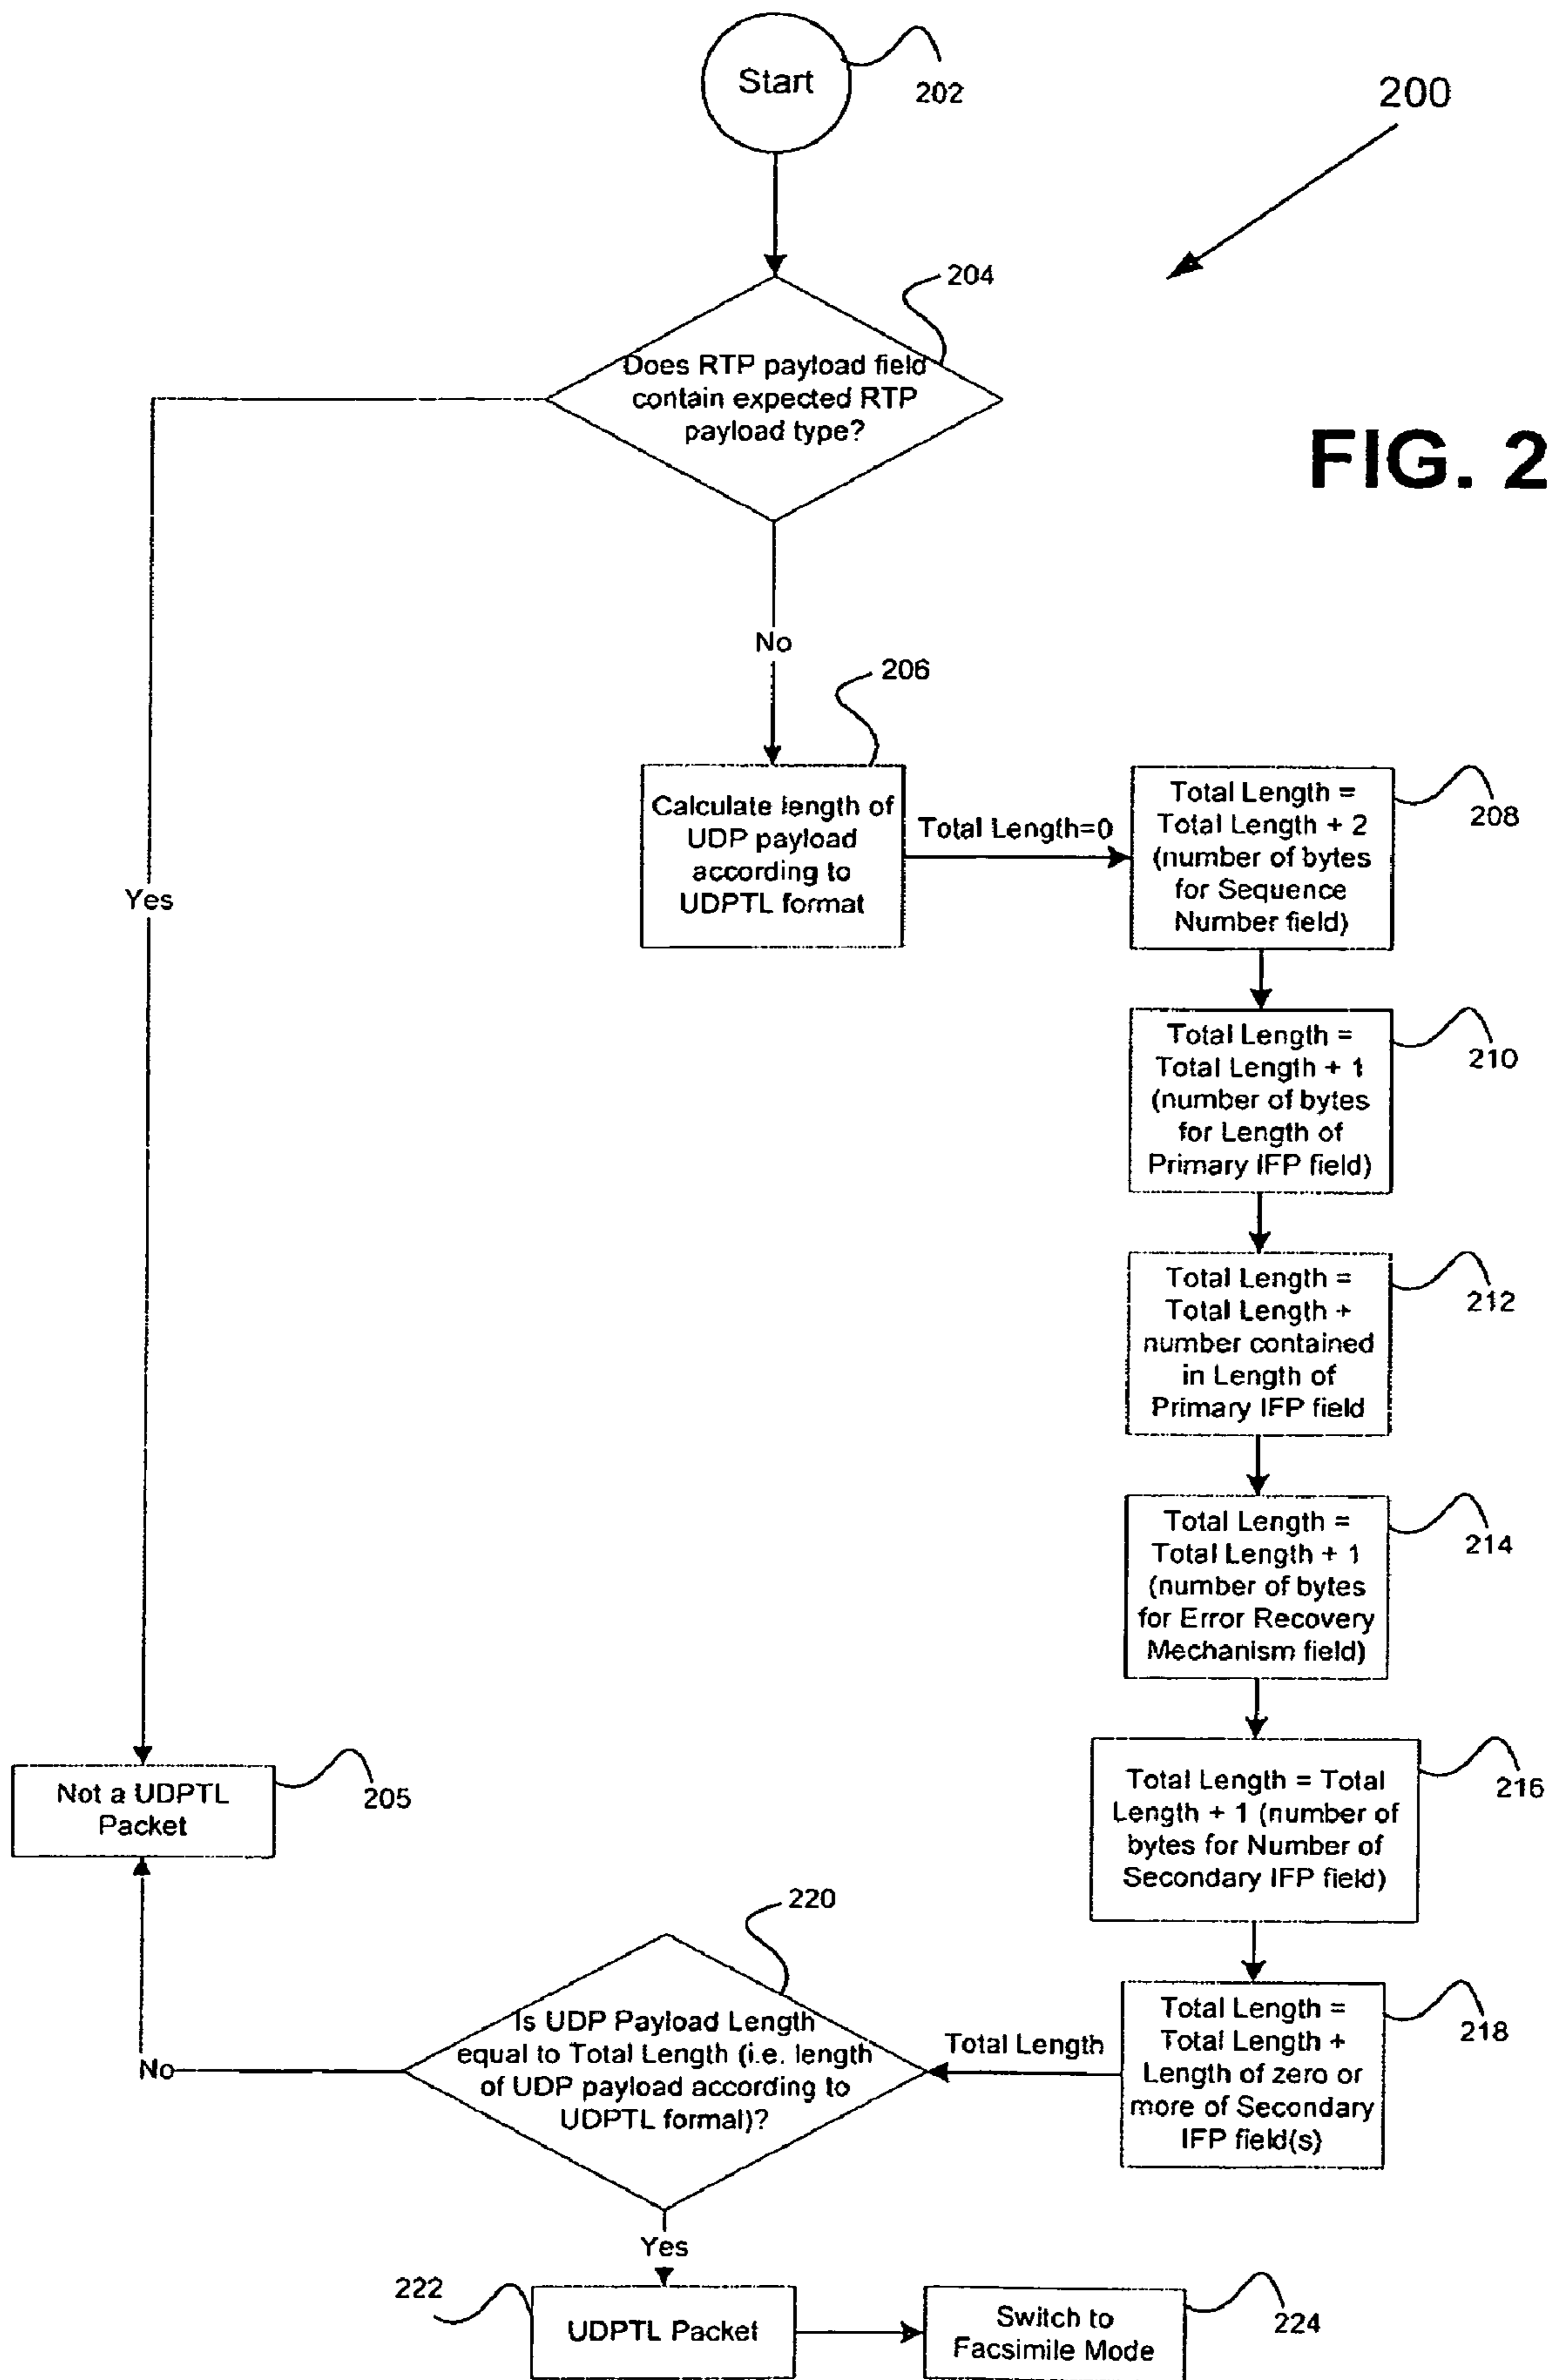 Start
202
200
204
Does RTP payload field
contain expected RTP
payload type?
FIG. 2
No
206
Yes
Calculate length of
UDP payload
according to
UDPTL format
Total Length=0
Total Length =
Total Length + 2
(number of bytes
for Sequence
Number field)
208
Total Length =
Total Length + 1
(number of bytes
for Length of
Primary IFP field)
210
Total Length =
Total Length +
number contained
in Length of
Primary IFP field
212
Total Length =
Total Length + 1
(number of bytes
for Error Recovery
Mechanism field)
214
Total Length = Total
Length + 1 (number of
bytes for Number of
Secondary IFP field)
216
Not a UDPTL
Packet
205
220
Is UDP Payload Length
equal to Total Length (i.e. length
of UDP payload according to
UDPTL formal)?
Total Length
Total Length =
Total Length +
Length of zero or
more of Secondary
IFP field(s)
218
No
Yes
222
UDPTL Packet
Switch to
Facsimile Mode
224